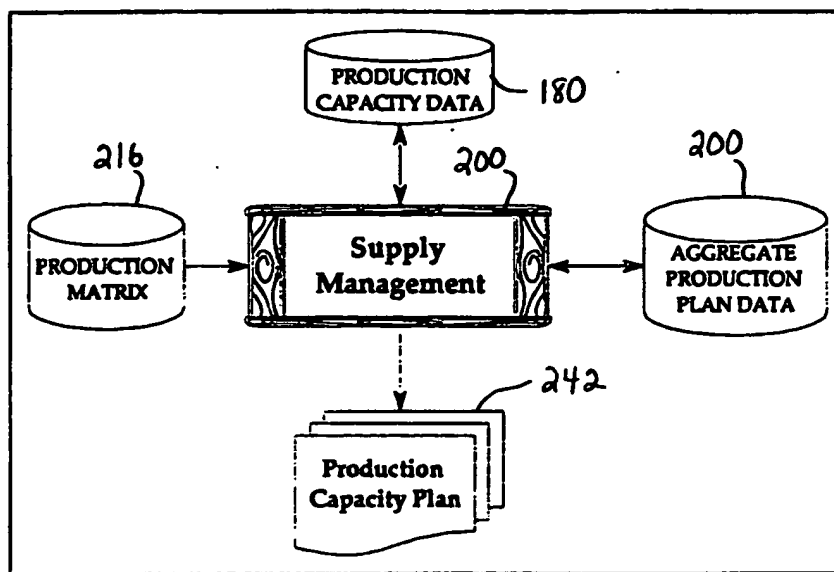 PRODUCTION
CAPACITY DATA
180
216
200
200
PRODUCTION
MATRIX
Supply
Management
AGGREGATE
PRODUCTION
PLAN DATA
242
Production
Capacity Plan